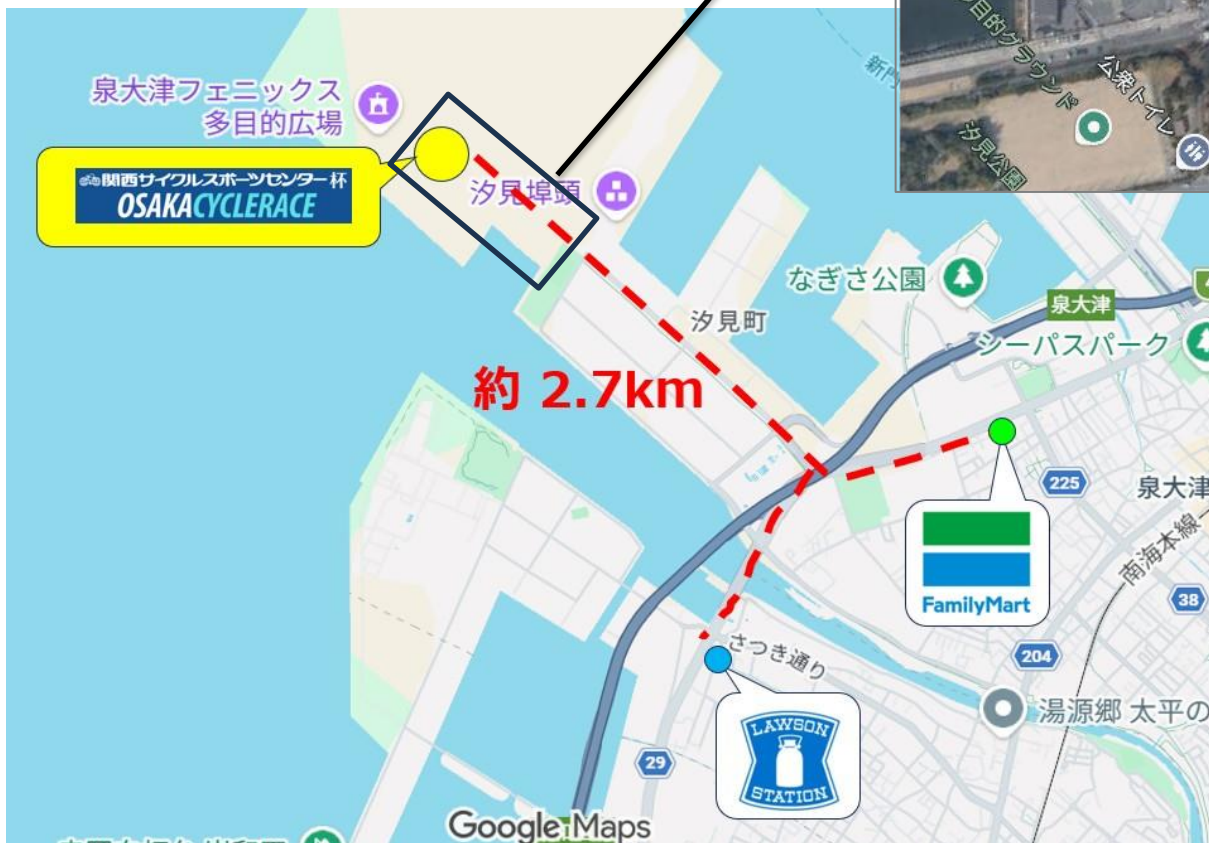 多目的グラウンド
公衆トイレ
汐見公園
泉大津フェニックス
多目的広場
関西サイクルスポーツセンター杯
OSAKACYCLERACE
汐見埠頭
なぎさ公園
泉大津
シーパスパーク
汐見町
約 2.7km
225
泉大津
南海本線
FamilyMart
38
さつき通り
204
湯源郷 太平の
LAWSON
STATION
29
Google Maps